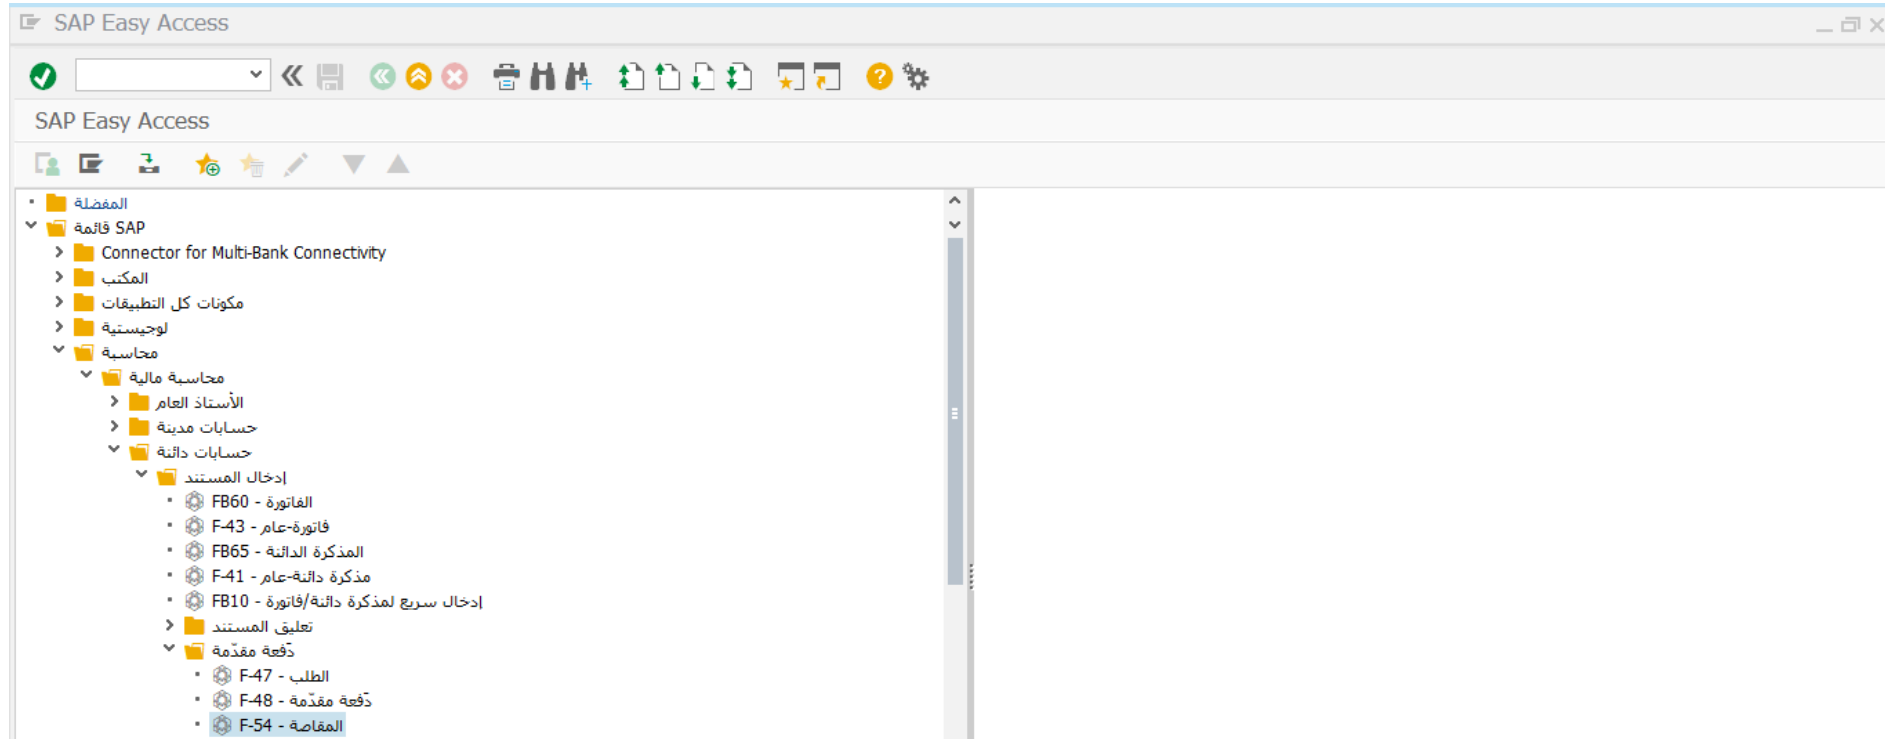 SAP Easy Access
SAP Easy Access
المفضلة
قائمة SAP
Connector for Multi-Bank Connectivity
المكتب
مكونات كل التطبيقات
لوجيستية
محاسبة
محاسبة مالية
الأستاذ العام
حسابات مدينة
حسابات دائنة
إدخال المستند
FB60 - الفاتورة
F-43 - فاتورة-عام
FB65 - المذكرة الدائنة
F-41 - مذكرة دائنة-عام
FB10 - إدخال سريع لمذكرة دائنة/فاتورة
تعليق المستند
دَفعة مقدّمة
F-47 - الطلب
F-48 - دَفعة مقدّمة
F-54 - المقاصة